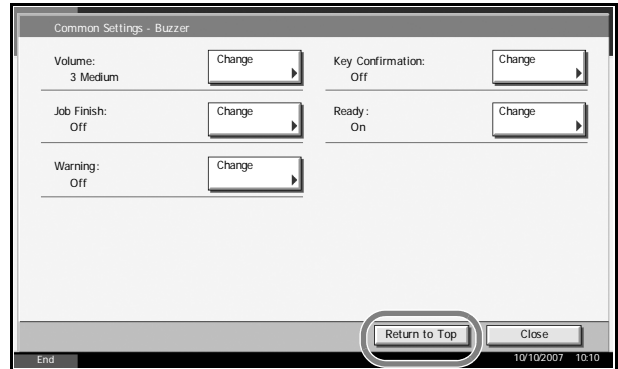 Common Settings - Buzzer
Volume:
3 Medium
Change
Key Confirmation:
Off
Change
Job Finish:
Off
Change
Ready:
On
Change
Warning:
Off
Change
Return to Top
Close
End
10/10/2007 10:10